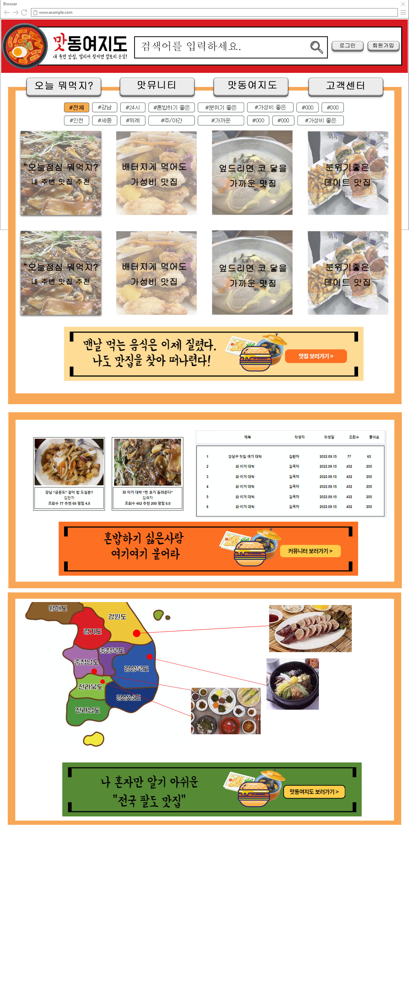 Browser
www.example.com
맛동여지도
내 주변 맛집, 멀리서 찾지면 칼로리 손실!
검색어를 입력하세요.
로그인
회원가입
오늘 뭐먹지?
맛뮤니티
맛동여지도
고객센터
#전체 #강남 #24시 #혼밥하기 좋은 #분위기 좋은 #가성비 좋은 #000 #000
#인천 #세종 #위례 #주/야간 #가까운 #000 #000 #가성비 좋은
“오늘점심 뭐먹지?
내 주변 맛집 추천
배터지게 먹어도
가성비 맛집
엎드리면 코 닿을
가까운 맛집
분위기좋은
데이트 맛집
“오늘점심 뭐먹지?
내 주변 맛집 추천
배터지게 먹어도
가성비 맛집
엎드리면 코 닿을
가까운 맛집
분위기좋은
데이트 맛집
맨날 먹는 음식은 이제 질렸다.
나도 맛집을 찾아 떠나련다!
맛집 보러가기 >
강남 “금문도” 같이 밥 드실분?
김판자
조회수 77 추천 65 평점 4.5
와 이거 대박 “찐 후기 들려준다”
김국자
조회수 452 추천 200 평점 5.0
제목 작성자 작성일 조회수 좋아요
1 강남구 맛집 여기 대박 김판자 2022.09.15 77 65
2 와 이거 대박 김국자 2022.09.15 452 200
3 와 이거 대박 김국자 2022.09.15 452 200
4 와 이거 대박 김국자 2022.09.15 452 200
5 와 이거 대박 김국자 2022.09.15 452 200
6 와 이거 대박 김국자 2022.09.15 452 200
혼밥하기 싫은사람
여기여기 붙어라
커뮤니터 보러가기 >
황해도
강원도
경기도
충청북도
충청남도
경상북도
전라북도
경상남도
전라남도
나 혼자만 알기 아쉬운
"전국 팔도 맛집"
맛동여지도 보러가기 >